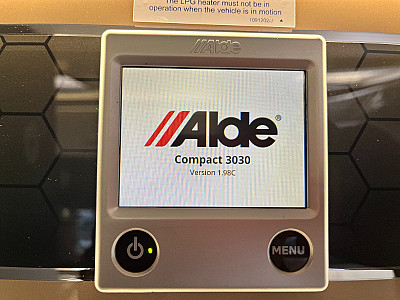 The LPG heater must not be in
operation when the vehicle is in motion
Alde
Alde®
Compact 3030
Version 1.98C
MENU